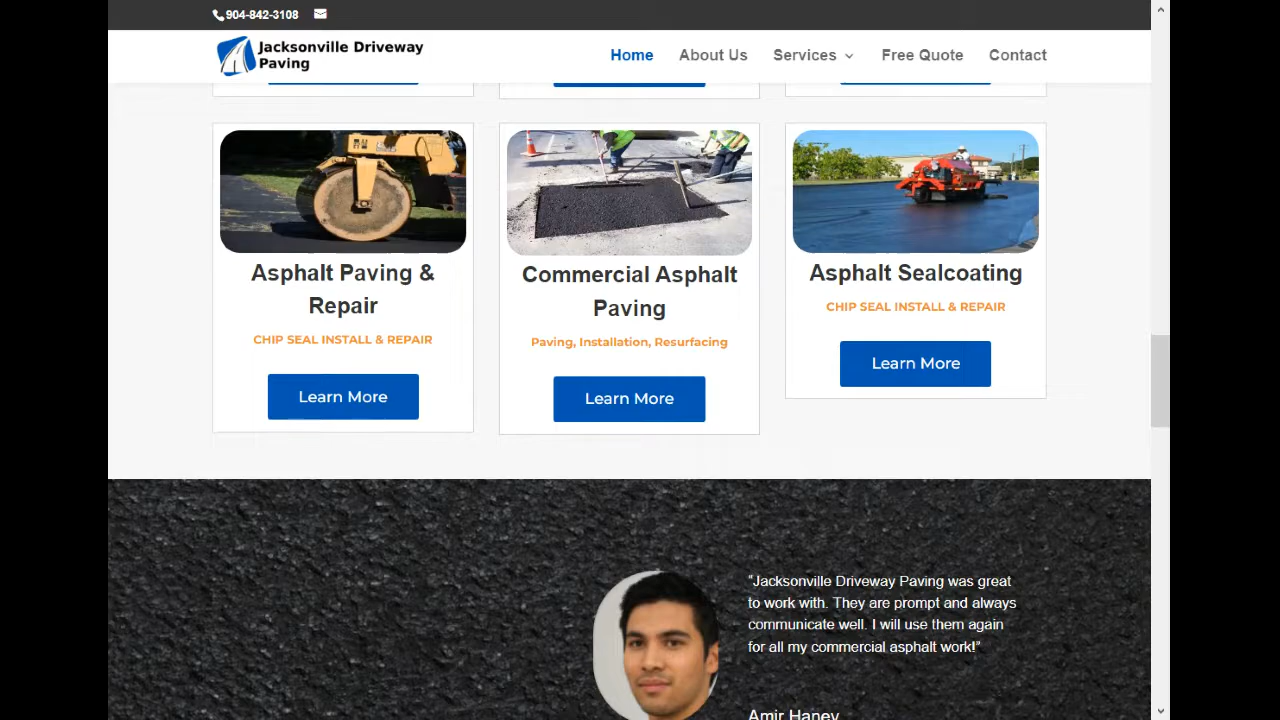 904-842-3108
Jacksonville Driveway
Paving
Home About Us Services Free Quote Contact
Asphalt Paving &
Repair
CHIP SEAL INSTALL & REPAIR
Learn More
Commercial Asphalt
Paving
Paving, Installation, Resurfacing
Learn More
Asphalt Sealcoating
CHIP SEAL INSTALL & REPAIR
Learn More
“Jacksonville Driveway Paving was great
to work with. They are prompt and always
communicate well. I will use them again
for all my commercial asphalt work!”
Amir Haney